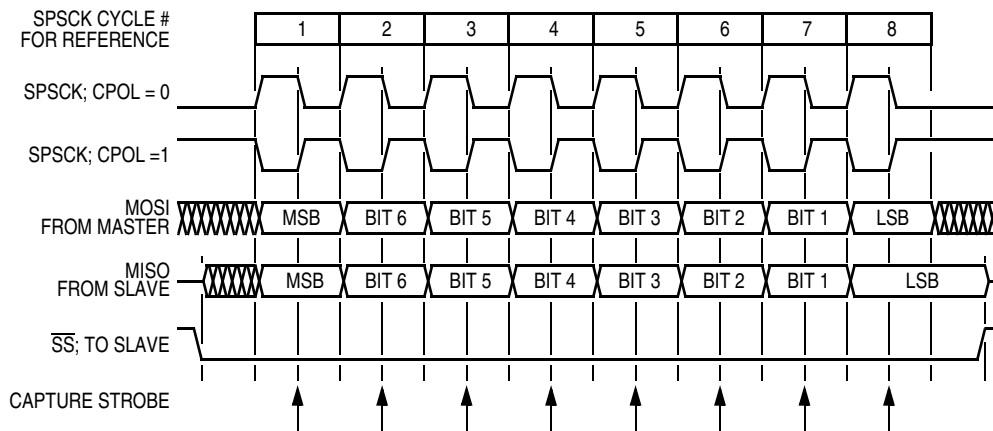 SPSCK CYCLE #
FOR REFERENCE
1 2 3 4 5 6 7 8
SPSCK; CPOL = 0
SPSCK; CPOL =1
MOSI
FROM MASTER
MSB BIT 6 BIT 5 BIT 4 BIT 3 BIT 2 BIT 1 LSB
MISO
FROM SLAVE
MSB BIT 6 BIT 5 BIT 4 BIT 3 BIT 2 BIT 1 LSB
S̅S̅; TO SLAVE
CAPTURE STROBE